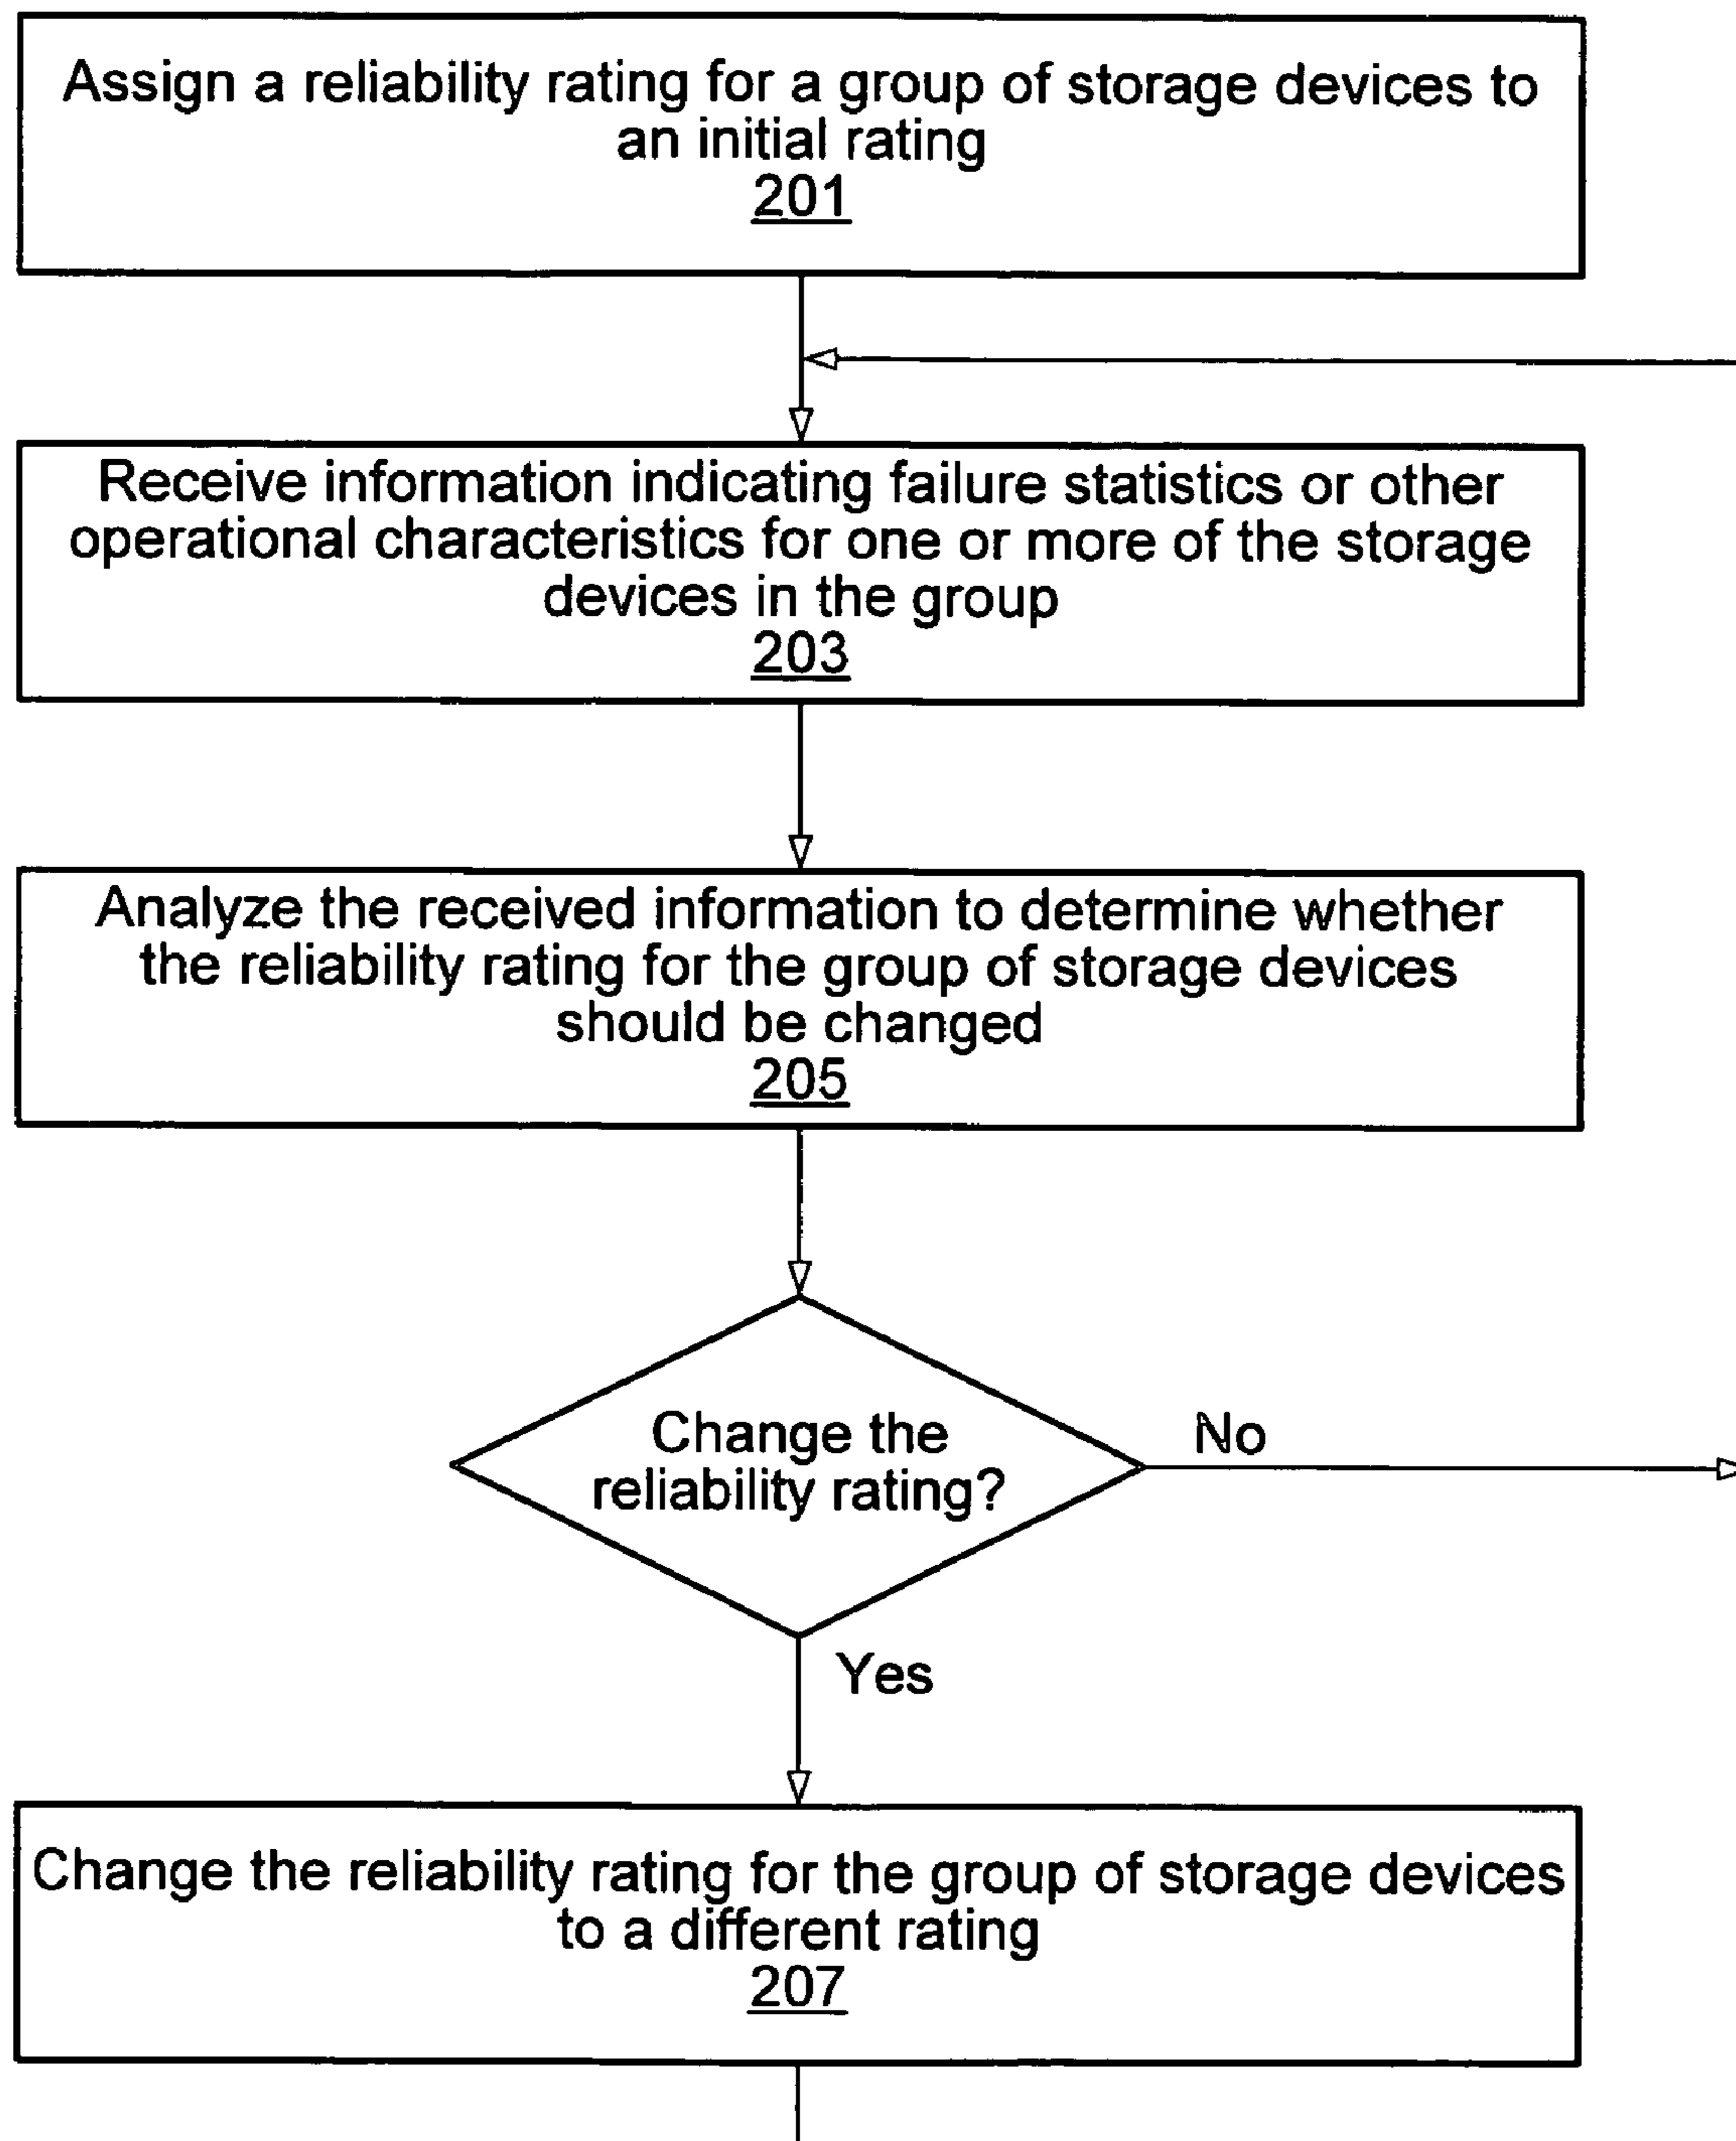 Assign a reliability rating for a group of storage devices to
an initial rating
201
Receive information indicating failure statistics or other
operational characteristics for one or more of the storage
devices in the group
203
Analyze the received information to determine whether
the reliability rating for the group of storage devices
should be changed
205
Change the
reliability rating?
No
Yes
Change the reliability rating for the group of storage devices
to a different rating
207